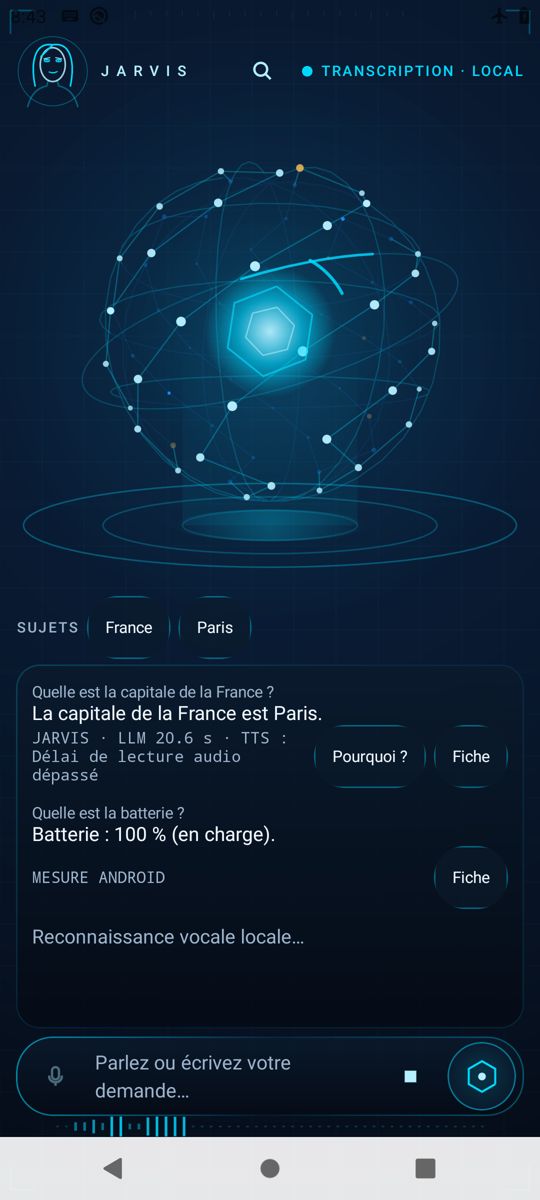 8:43
JARVIS
TRANSCRIPTION · LOCAL
SUJETS
France
Paris
Quelle est la capitale de la France ?
La capitale de la France est Paris.
JARVIS · LLM 20.6 s · TTS :
Délai de lecture audio
dépassé
Pourquoi ?
Fiche
Quelle est la batterie ?
Batterie : 100 % (en charge).
MESURE ANDROID
Fiche
Reconnaissance vocale locale…
Parlez ou écrivez votre
demande…